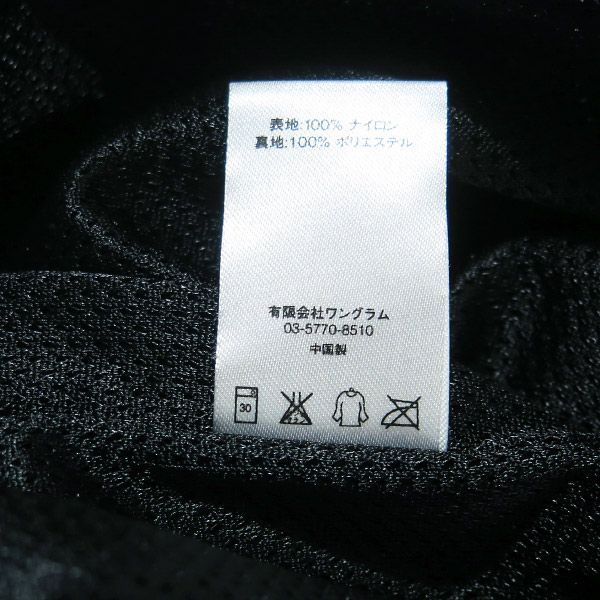 表地:100% ナイロン
裏地:100% ポリエステル
有限会社ワングラム
03-5770-8510
中国製
30